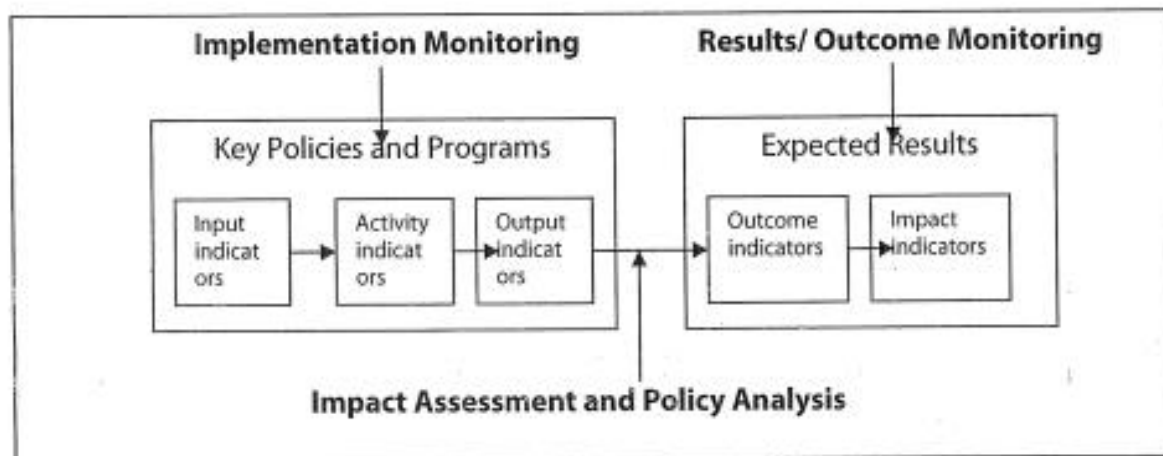 Implementation Monitoring
Results/ Outcome Monitoring
Key Policies and Programs
Expected Results
Input
indicat
ors
Activity
indicat
ors
Output
indicat
ors
Outcome
indicators
Impact
indicators
Impact Assessment and Policy Analysis